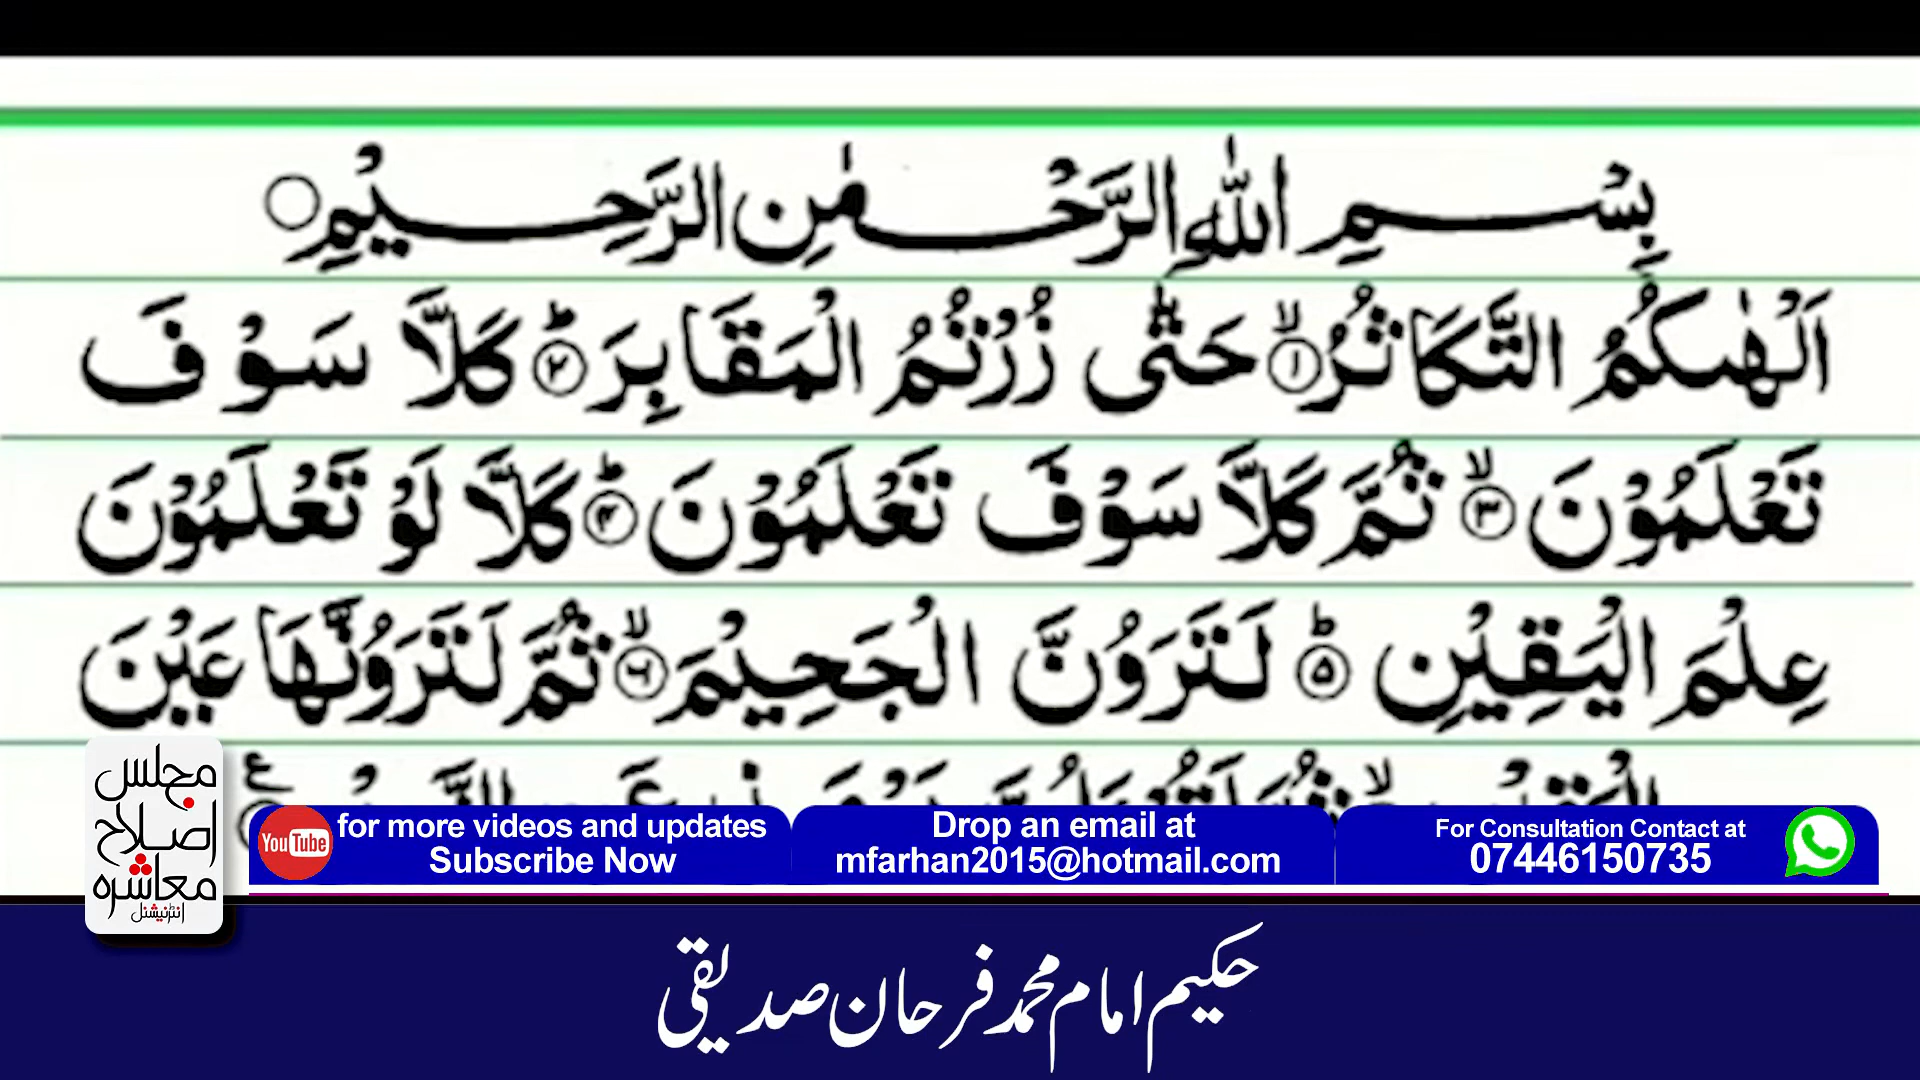 بِسْمِ اللّٰهِ الرَّحْمٰنِ الرَّحِيْمِ
اَلْهٰىكُمُ التَّكَاثُرُ ۙ﴿۱﴾ حَتّٰى زُرْتُمُ الْمَقَابِرَ ؕ﴿۲﴾ كَلَّا سَوْفَ
تَعْلَمُوْنَ ۙ﴿۳﴾ ثُمَّ كَلَّا سَوْفَ تَعْلَمُوْنَ ؕ﴿۴﴾ كَلَّا لَوْ تَعْلَمُوْنَ
عِلْمَ الْيَقِيْنِ ؕ﴿۵﴾ لَتَرَوُنَّ الْجَحِيْمَ ۙ﴿۶﴾ ثُمَّ لَتَرَوُنَّهَا عَيْنَ
مجلس
اصلاح
معاشرہ
انٹرنیشنل
YouTube
for more videos and updates
Subscribe Now
Drop an email at
mfarhan2015@hotmail.com
For Consultation Contact at
07446150735
حکیم امام محمد فرحان صدیقی